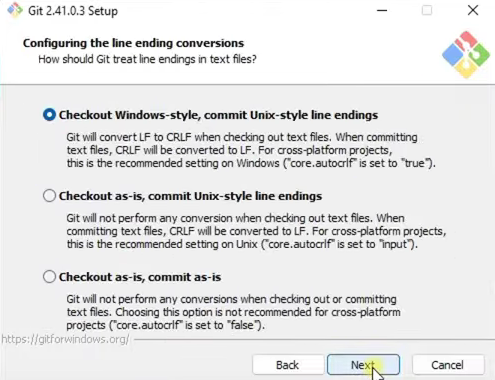 Git 2.41.0.3 Setup
Configuring the line ending conversions
How should Git treat line endings in text files?
Checkout Windows-style, commit Unix-style line endings
Git will convert LF to CRLF when checking out text files. When committing
text files, CRLF will be converted to LF. For cross-platform projects,
this is the recommended setting on Windows ("core.autocrlf" is set to "true").
Checkout as-is, commit Unix-style line endings
Git will not perform any conversion when checking out text files. When
committing text files, CRLF will be converted to LF. For cross-platform projects,
this is the recommended setting on Unix ("core.autocrlf" is set to "input").
Checkout as-is, commit as-is
Git will not perform any conversions when checking out or committing
text files. Choosing this option is not recommended for cross-platform
projects ("core.autocrlf" is set to "false").
https://gitforwindows.org/
Back Next Cancel